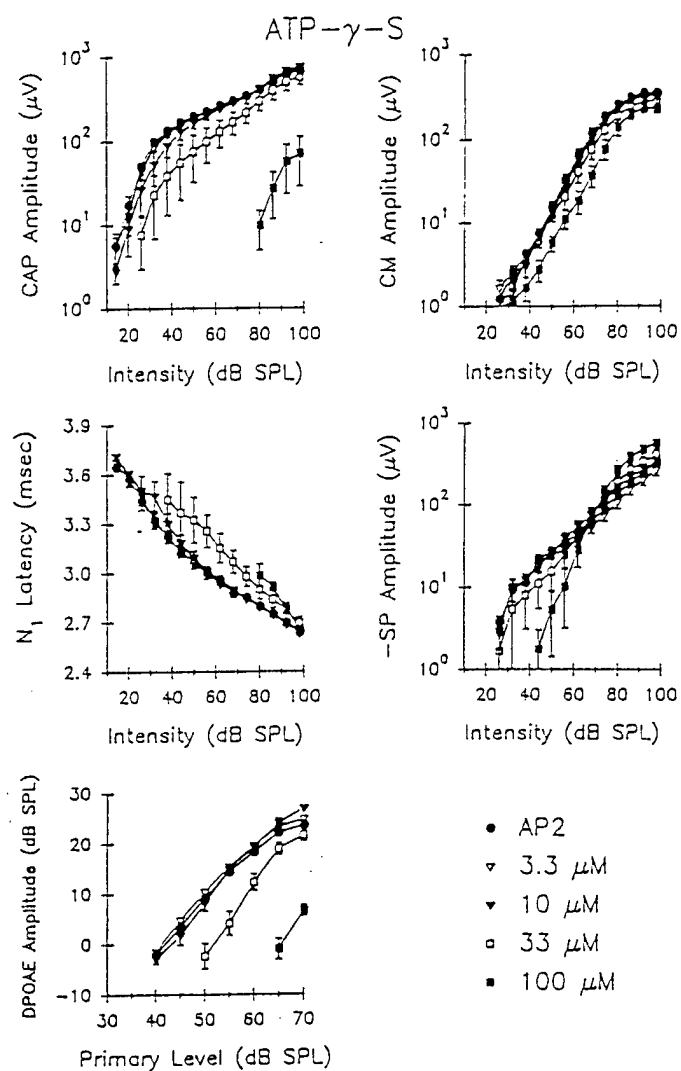 ATP-γ-S
CAP Amplitude (μV)
10³
10²
10¹
10⁰
20 40 60 80 100
Intensity (dB SPL)
CM Amplitude (μV)
10³
10²
10¹
10⁰
20 40 60 80 100
Intensity (dB SPL)
N₁ Latency (msec)
3.9
3.6
3.3
3.0
2.7
2.4
20 40 60 80 100
Intensity (dB SPL)
-SP Amplitude (μV)
10³
10²
10¹
10⁰
20 40 60 80 100
Intensity (dB SPL)
DPOAE Amplitude (dB SPL)
30
20
10
0
-10
30 40 50 60 70
Primary Level (dB SPL)
AP2
3.3 μM
10 μM
33 μM
100 μM